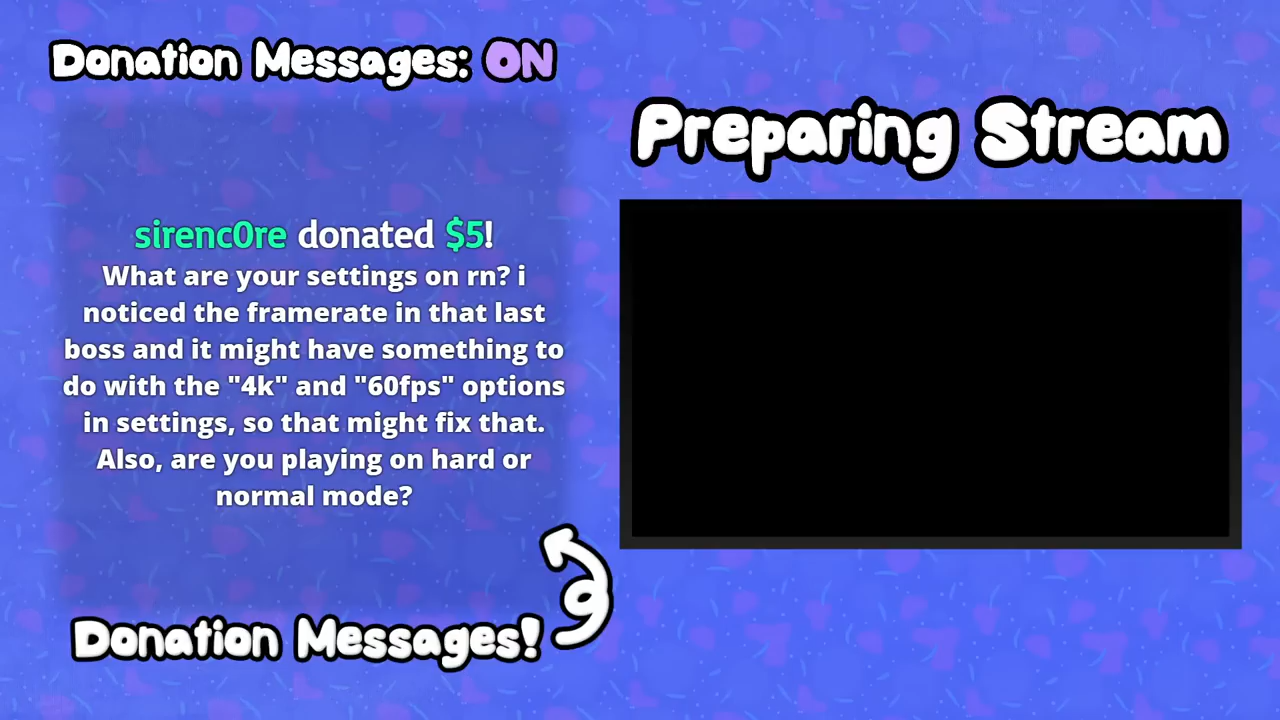 Donation Messages: ON
Preparing Stream
sirenc0re donated $5!
What are your settings on rn? i
noticed the framerate in that last
boss and it might have something to
do with the "4k" and "60fps" options
in settings, so that might fix that.
Also, are you playing on hard or
normal mode?
Donation Messages!